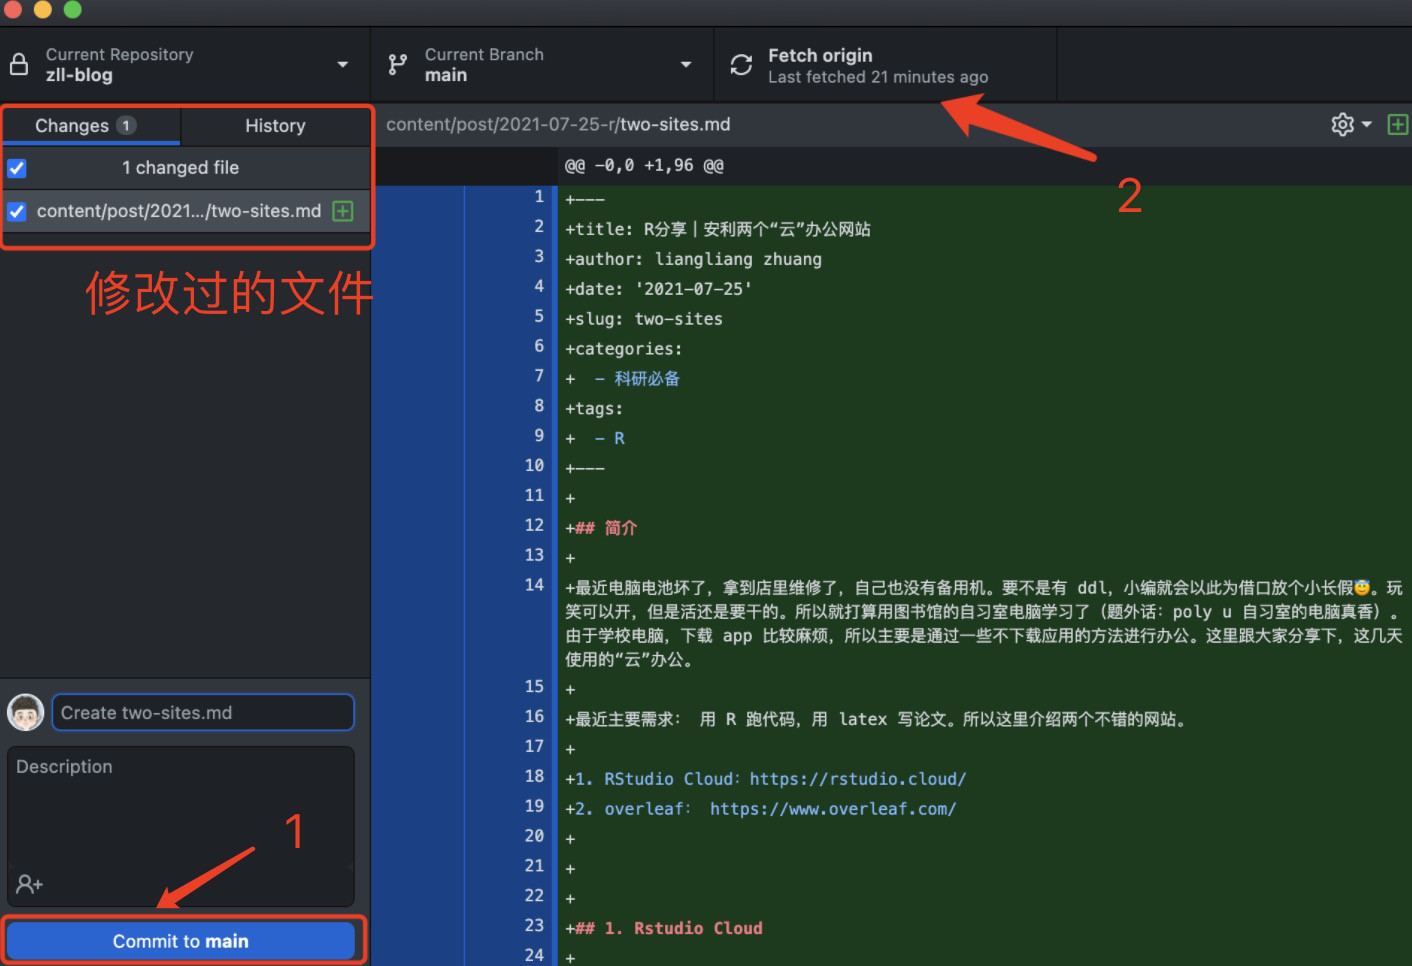 Current Repository
zll-blog
Current Branch
main
Fetch origin
Last fetched 21 minutes ago
Changes 1
History
content/post/2021-07-25-r/two-sites.md
1 changed file
content/post/2021.../two-sites.md
修改过的文件
2
@@ -0,0 +1,96 @@
1 +---
2 +title: R分享｜安利两个“云”办公网站
3 +author: liangliang zhuang
4 +date: '2021-07-25'
5 +slug: two-sites
6 +categories:
7 +  - 科研必备
8 +tags:
9 +  - R
10 +---
11 +
12 +## 简介
13 +
14 +最近电脑电池坏了，拿到店里维修了，自己也没有备用机。要不是有 ddl，小编就会以此为借口放个小长假😇。玩
笑可以开，但是活还是要干的。所以就打算用图书馆的自习室电脑学习了（题外话：poly u 自习室的电脑真香）。
由于学校电脑，下载 app 比较麻烦，所以主要是通过一些不下载应用的方法进行办公。这里跟大家分享下，这几天
使用的“云”办公。
15 +
16 +最近主要需求： 用 R 跑代码，用 latex 写论文。所以这里介绍两个不错的网站。
17 +
18 +1. RStudio Cloud：https://rstudio.cloud/
19 +2. overleaf： https://www.overleaf.com/
20 +
21 +
22 +
23 +## 1. Rstudio Cloud
24 +
Create two-sites.md
Description
1
Commit to main